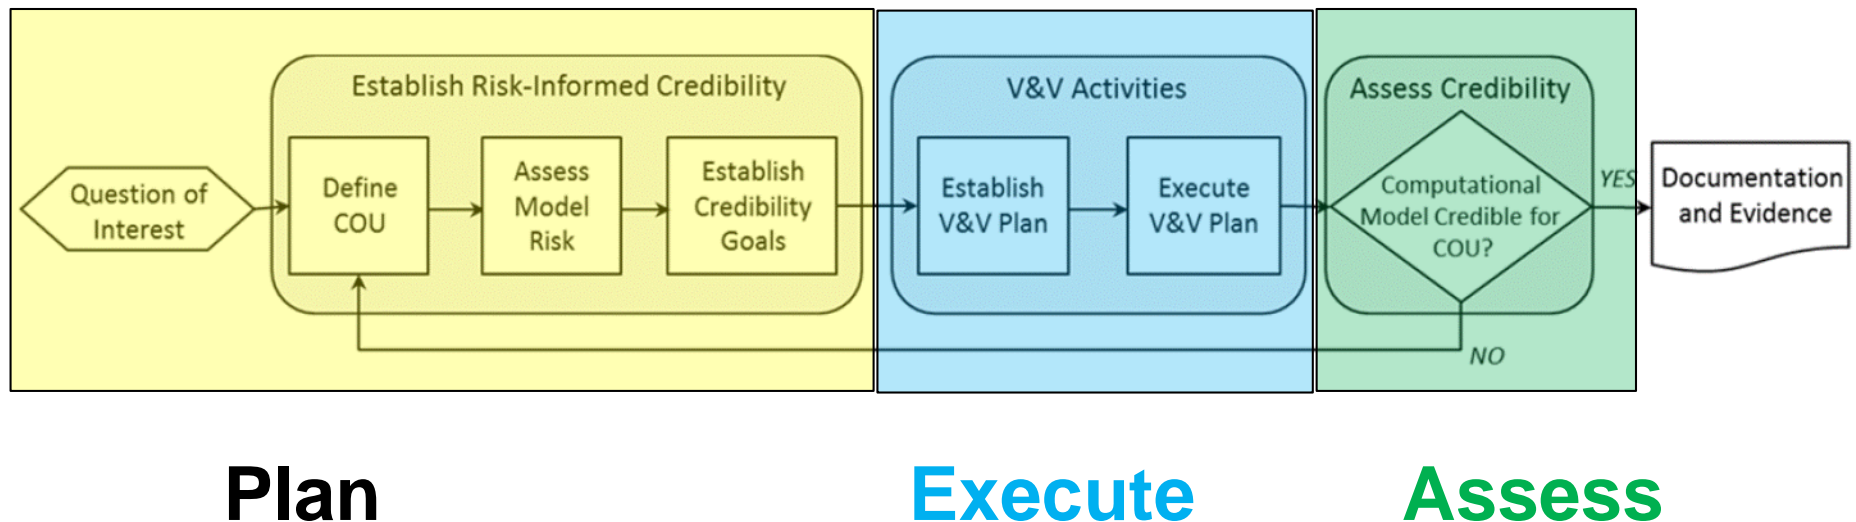 Establish Risk-Informed Credibility
V&V Activities
Assess Credibility
Question of
Interest
Define
COU
Assess
Model
Risk
Establish
Credibility
Goals
Establish
V&V Plan
Execute
V&V Plan
Computational
Model Credible for
COU?
YES
NO
Documentation
and Evidence
Plan
Execute
Assess